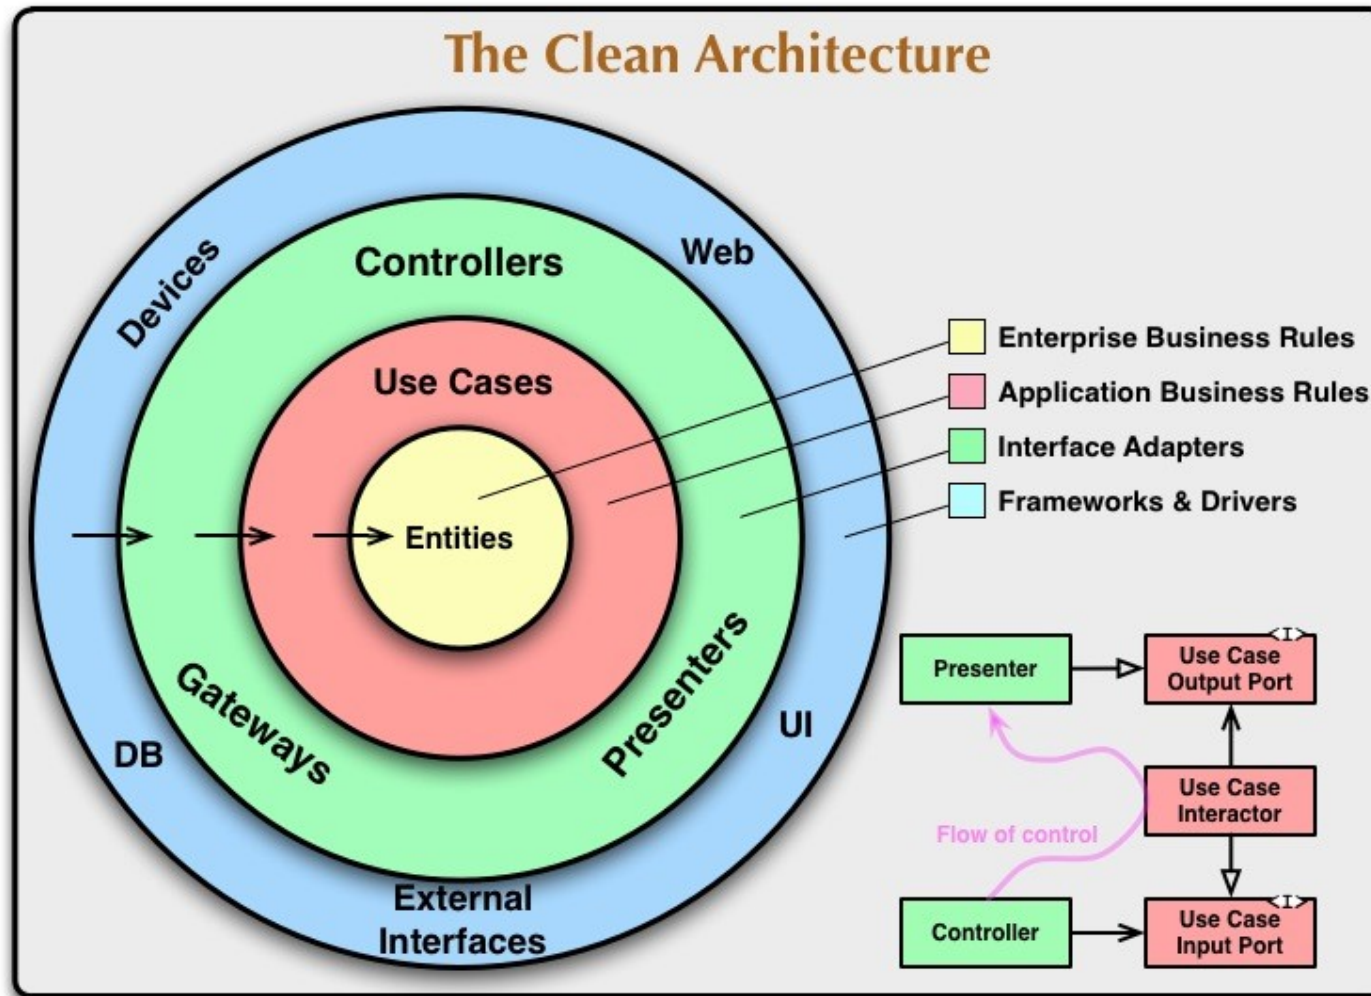 The Clean Architecture
Devices
Controllers
Web
Use Cases
Entities
Gateways
Presenters
DB
UI
External
Interfaces
Enterprise Business Rules
Application Business Rules
Interface Adapters
Frameworks & Drivers
Presenter
<I>
Use Case
Output Port
Use Case
Interactor
Flow of control
Controller
<I>
Use Case
Input Port